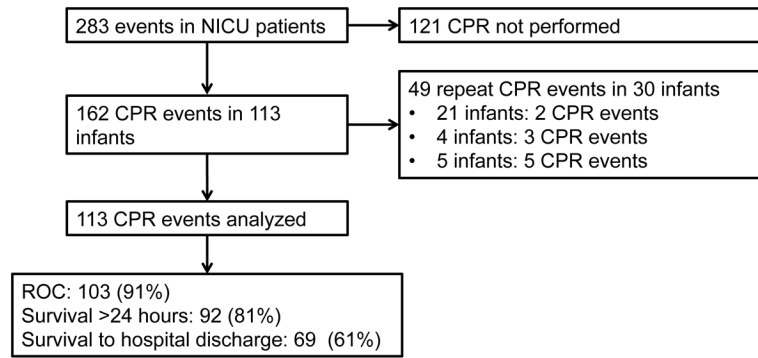 283 events in NICU patients
121 CPR not performed
162 CPR events in 113
infants
49 repeat CPR events in 30 infants
• 21 infants: 2 CPR events
• 4 infants: 3 CPR events
• 5 infants: 5 CPR events
113 CPR events analyzed
ROC: 103 (91%)
Survival >24 hours: 92 (81%)
Survival to hospital discharge: 69 (61%)